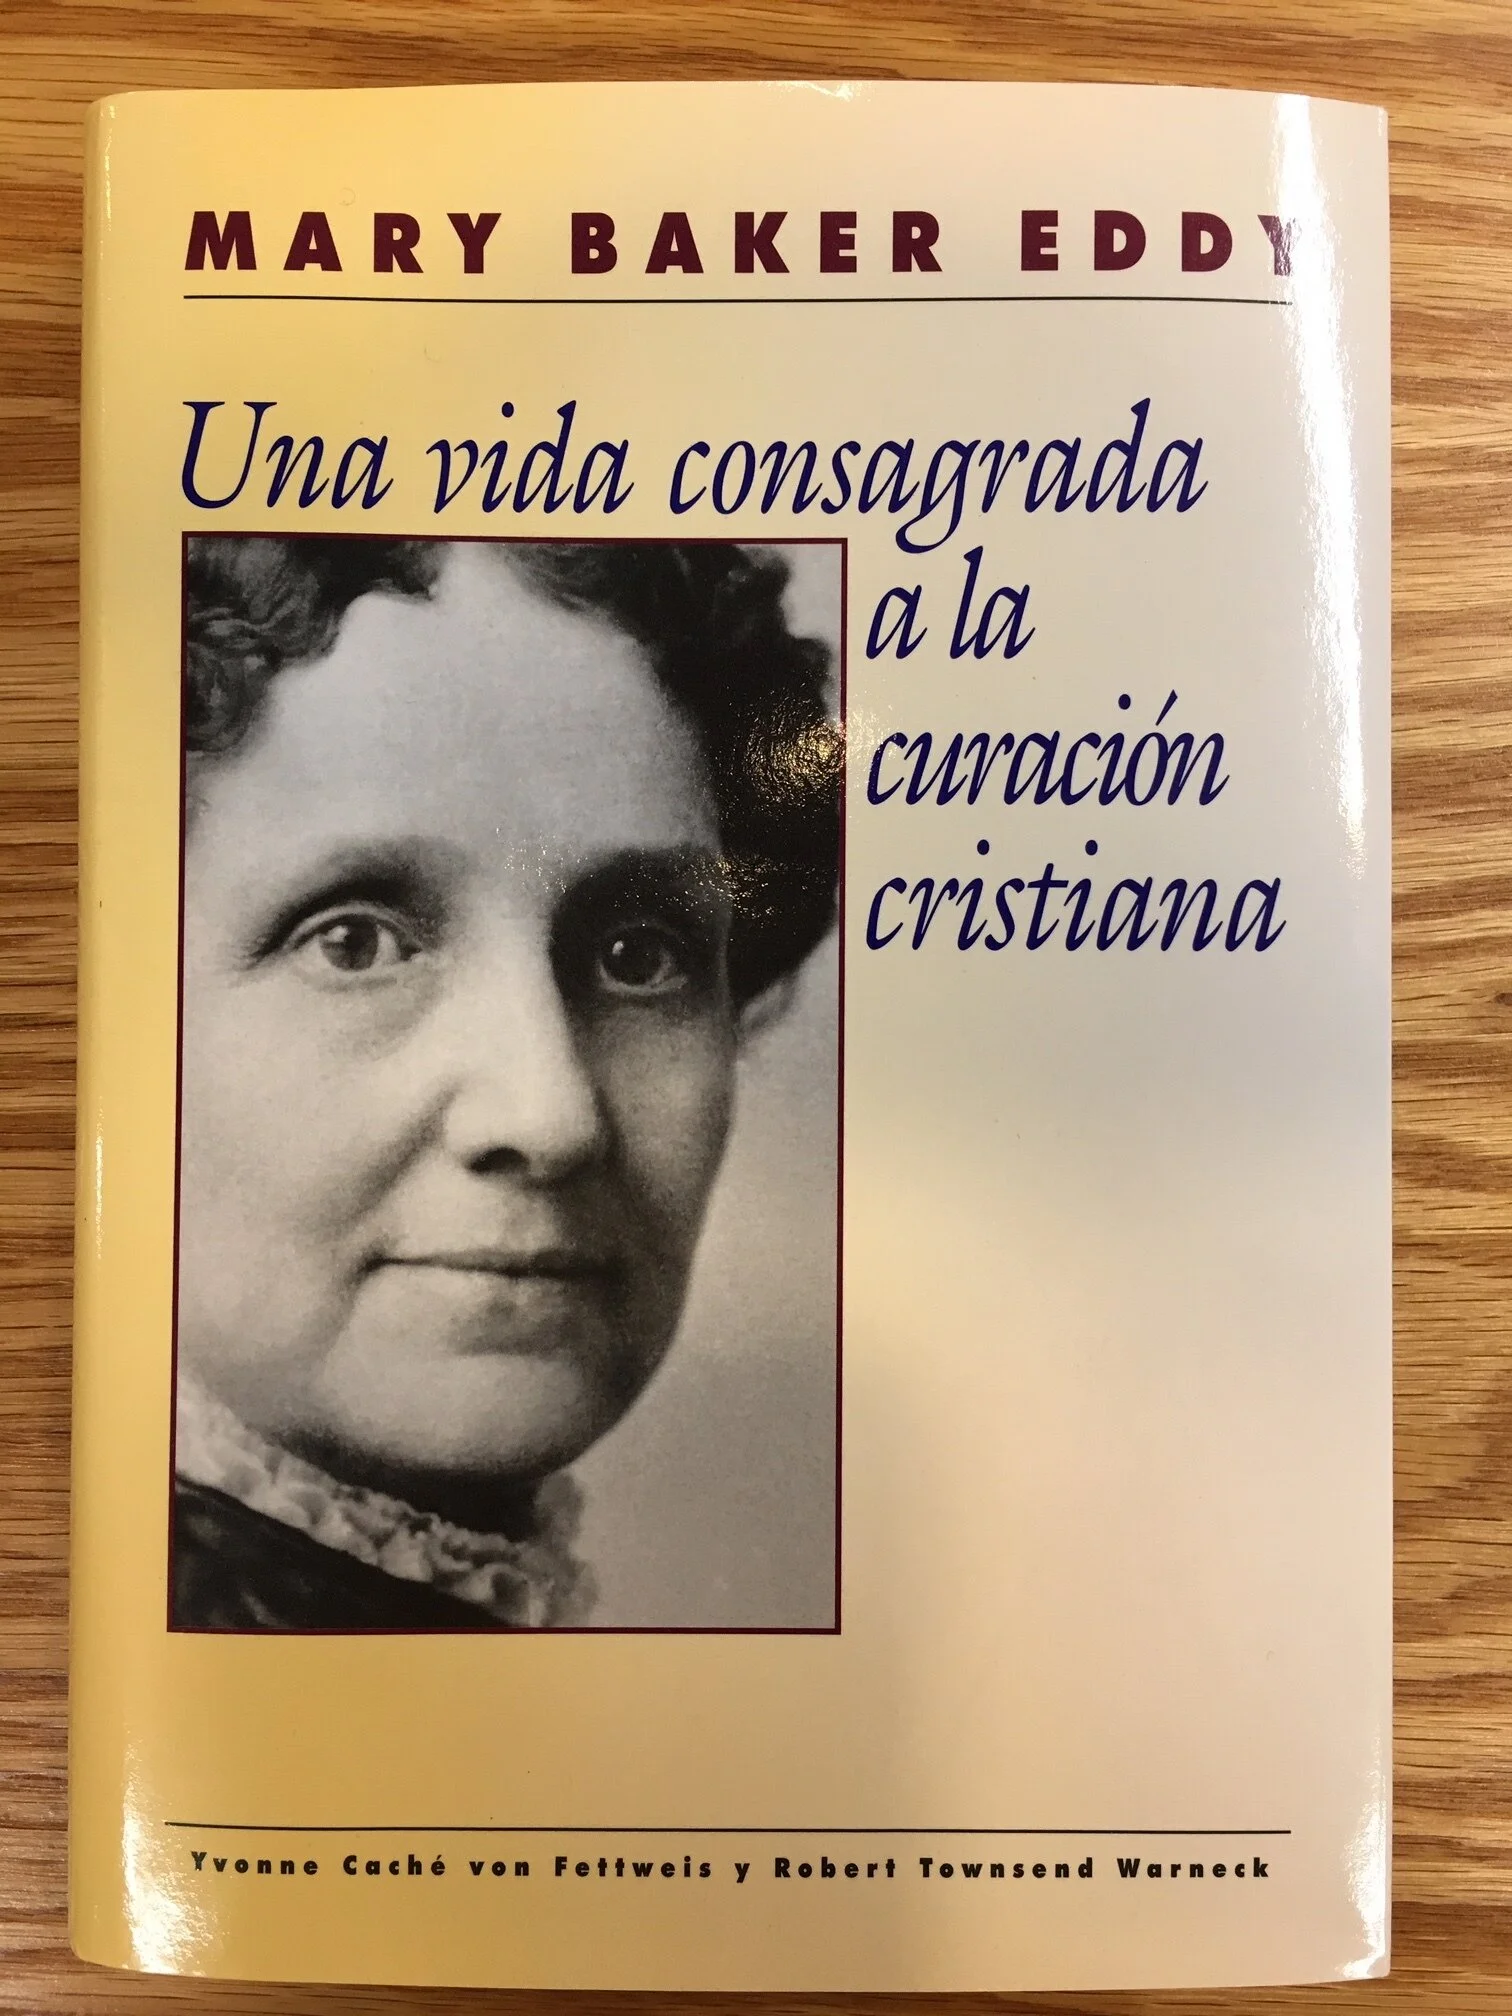 MARY BAKER EDDY
Una vida consagrada
a la
curación
cristiana
Yvonne Caché von Fettweis y Robert Townsend Warneck